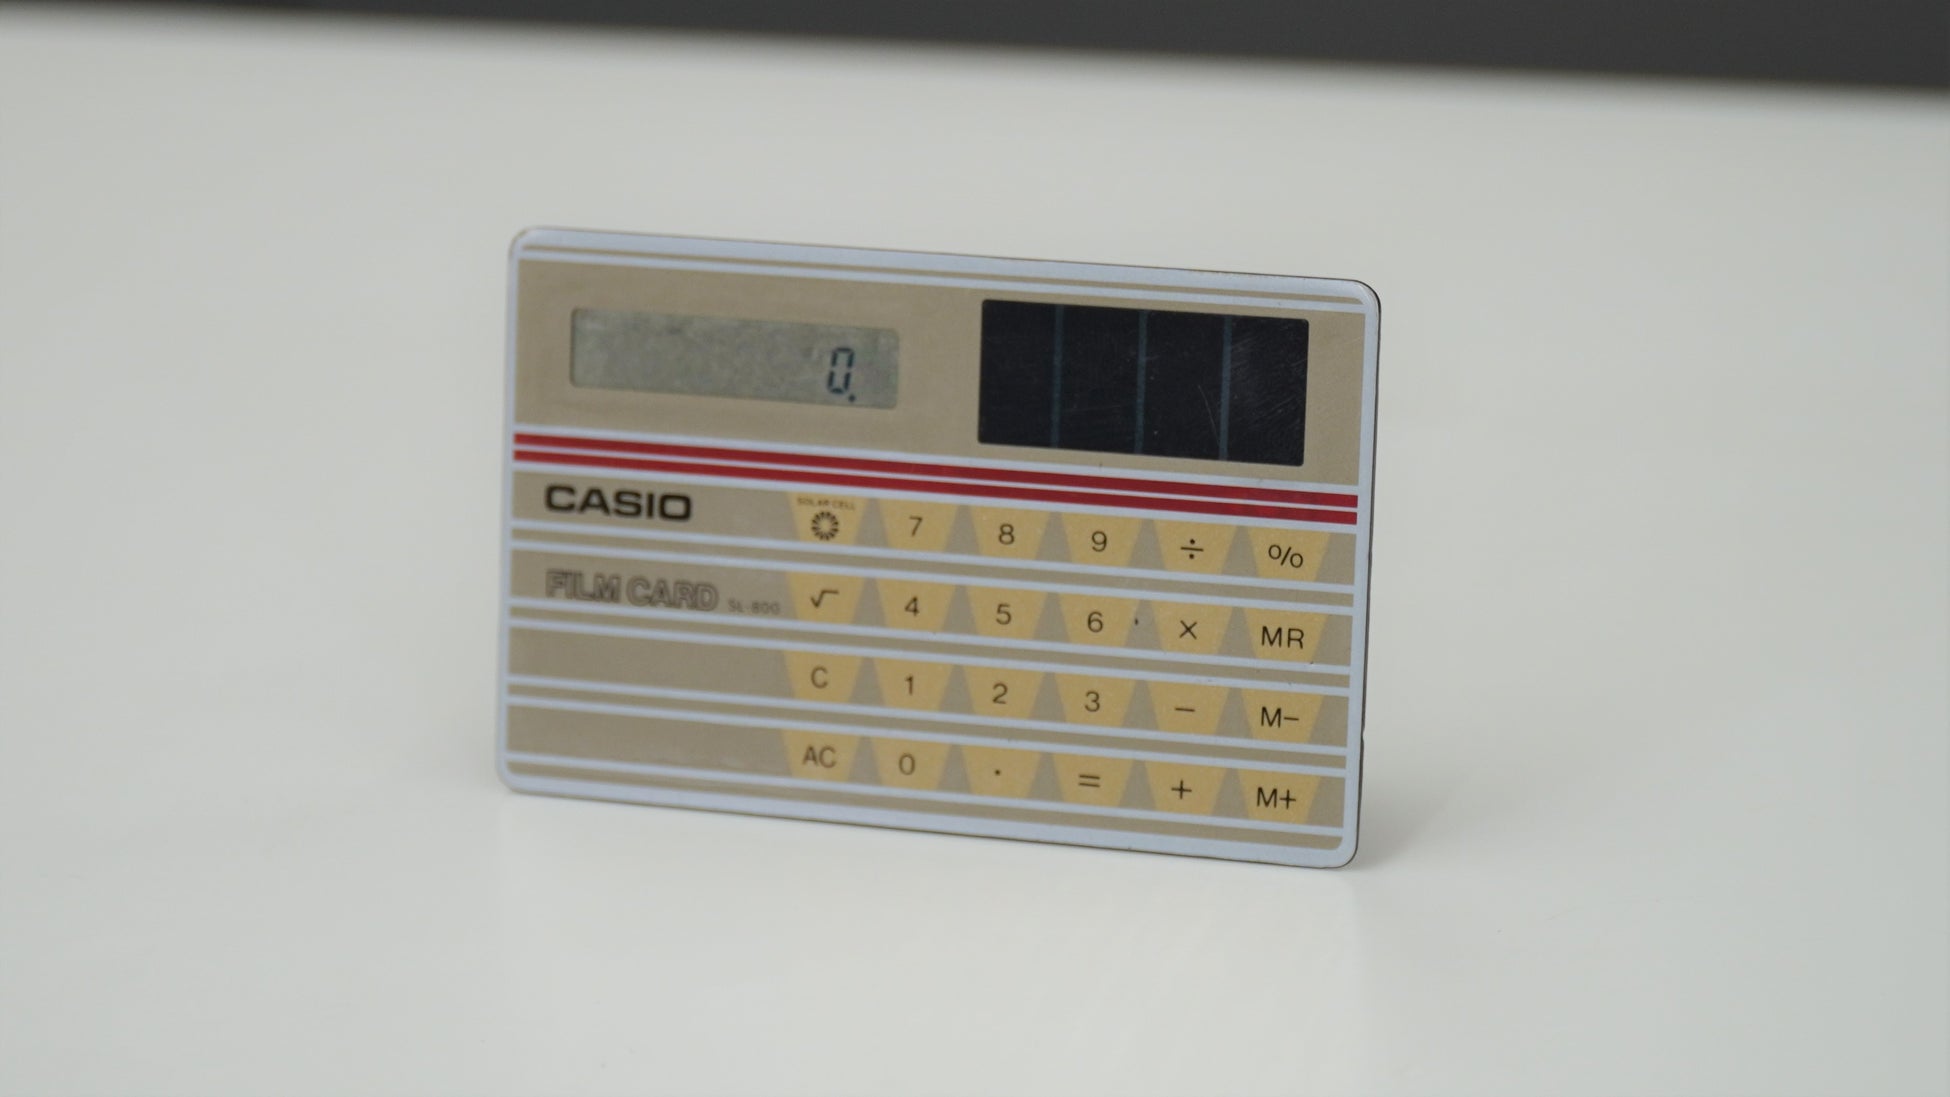 0.
CASIO
SOLAR CELL 7 8 9 ÷ %
FILM CARD SL-800 √ 4 5 6 × MR
C 1 2 3 − M−
AC 0 · = + M+